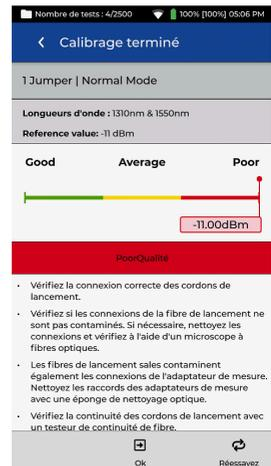 Nombre de tests : 4/2500 100% [100%] 05:06 PM
Calibrage terminé
1 Jumper | Normal Mode
Longueurs d'onde : 1310nm & 1550nm
Reference value: -11 dBm
Good Average Poor
-11.00dBm
PoorQualité
• Vérifiez la connexion correcte des cordons de
lancement.
• Vérifiez si les connexions de la fibre de lancement ne
sont pas contaminés. Si nécessaire, nettoyez les
connexions et vérifiez à l'aide d'un microscope à
fibres optiques.
• Les fibres de lancement sales contaminent
également les connexions de l'adaptateur de mesure.
Nettoyez les raccords des adaptateurs de mesure
avec une éponge de nettoyage optique.
• Vérifiez la continuité des cordons de lancement avec
un testeur de continuité de fibre.
Ok Réessayez